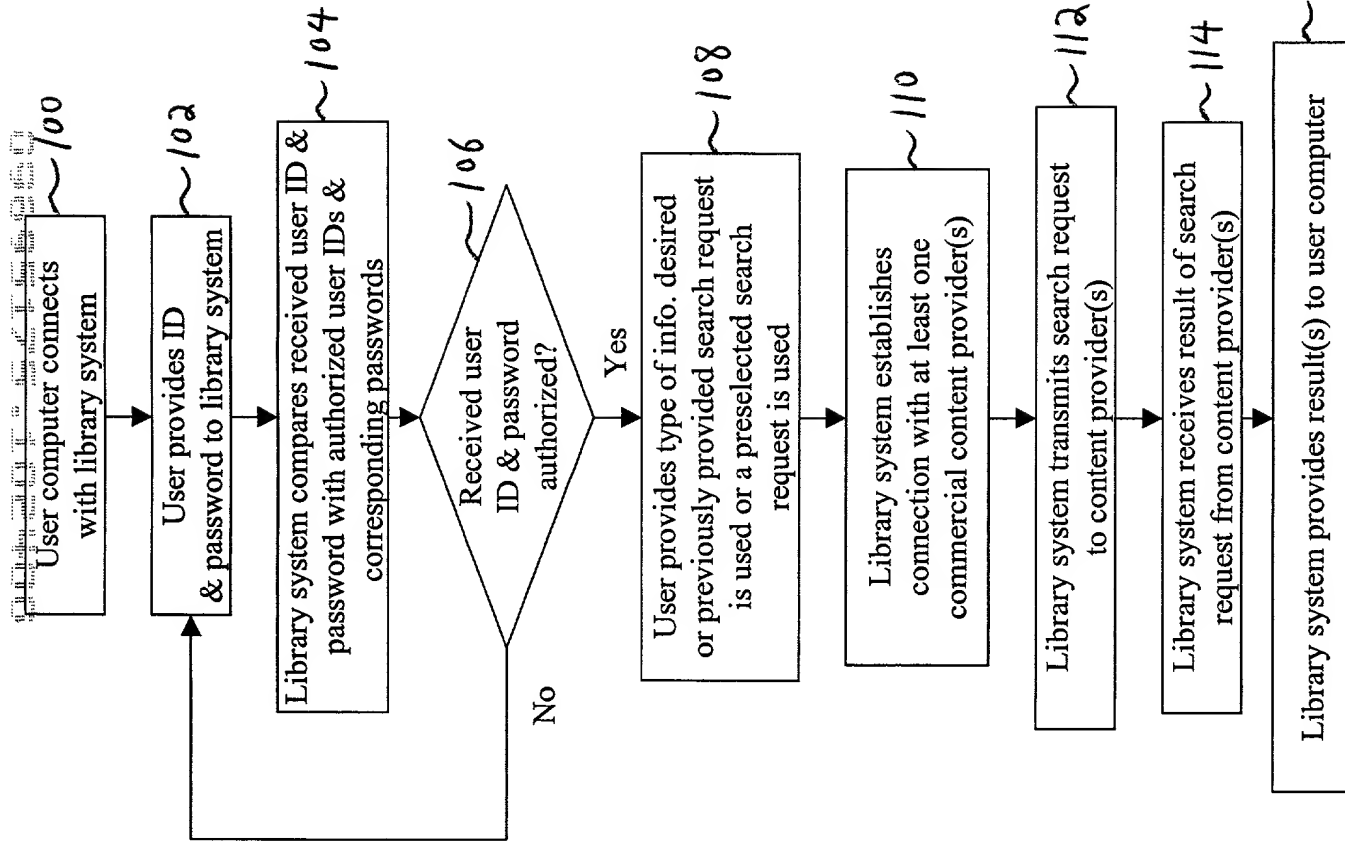 User computer connects
with library system
100
User provides ID
& password to library system
102
Library system compares received user ID &
password with authorized user IDs &
corresponding passwords
104
Received user
ID & password
authorized?
106
No
Yes
User provides type of info. desired
or previously provided search request
is used or a preselected search
request is used
108
Library system establishes
connection with at least one
commercial content provider(s)
110
Library system transmits search request
to content provider(s)
112
Library system receives result of search
request from content provider(s)
114
Library system provides result(s) to user computer